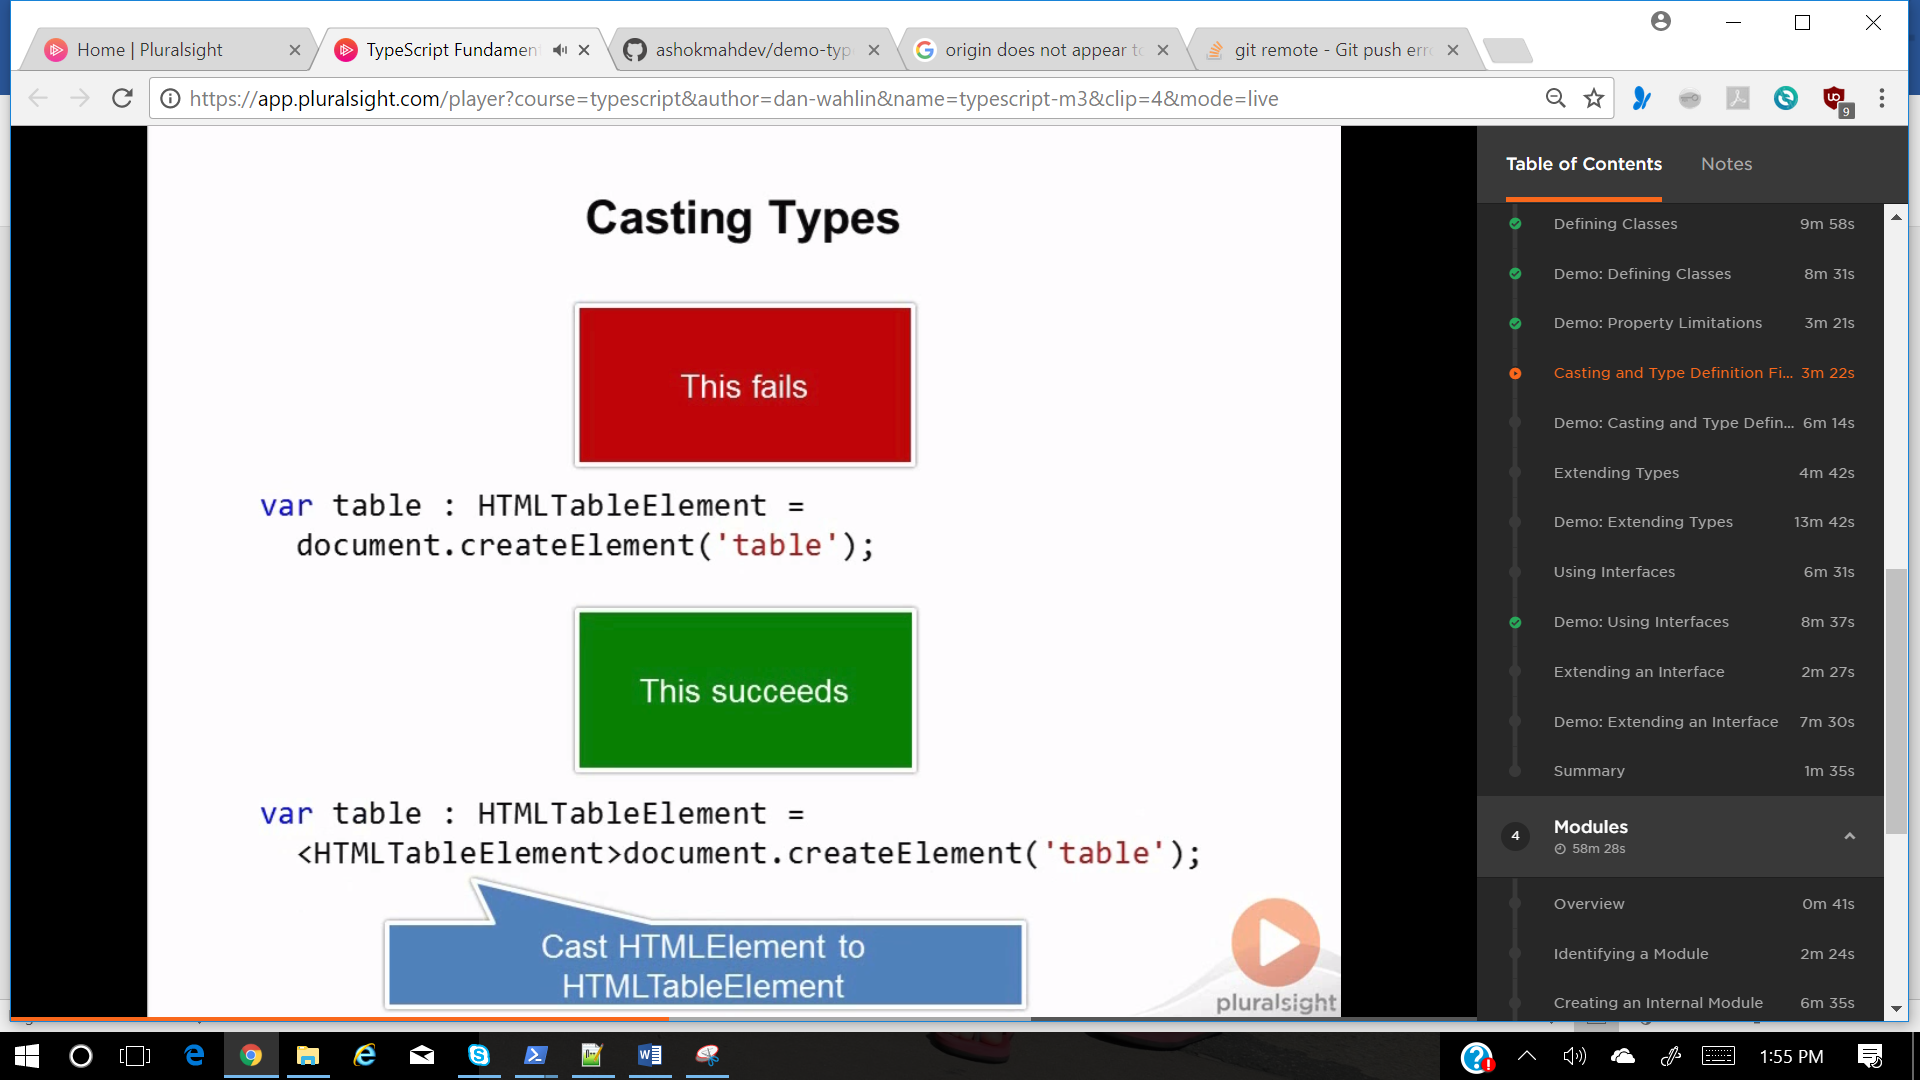 Home | Pluralsight
TypeScript Fundamen
ashokmahdev/demo-typ
origin does not appear to
git remote - Git push erro
https://app.pluralsight.com/player?course=typescript&author=dan-wahlin&name=typescript-m3&clip=4&mode=live
9
Casting Types
This fails
var table : HTMLTableElement =
document.createElement('table');
This succeeds
var table : HTMLTableElement =
<HTMLTableElement>document.createElement('table');
Cast HTMLElement to
HTMLTableElement
pluralsight
Table of Contents
Notes
Defining Classes 9m 58s
Demo: Defining Classes 8m 31s
Demo: Property Limitations 3m 21s
Casting and Type Definition Fi... 3m 22s
Demo: Casting and Type Defin... 6m 14s
Extending Types 4m 42s
Demo: Extending Types 13m 42s
Using Interfaces 6m 31s
Demo: Using Interfaces 8m 37s
Extending an Interface 2m 27s
Demo: Extending an Interface 7m 30s
Summary 1m 35s
4 Modules
58m 28s
Overview 0m 41s
Identifying a Module 2m 24s
Creating an Internal Module 6m 35s
1:55 PM